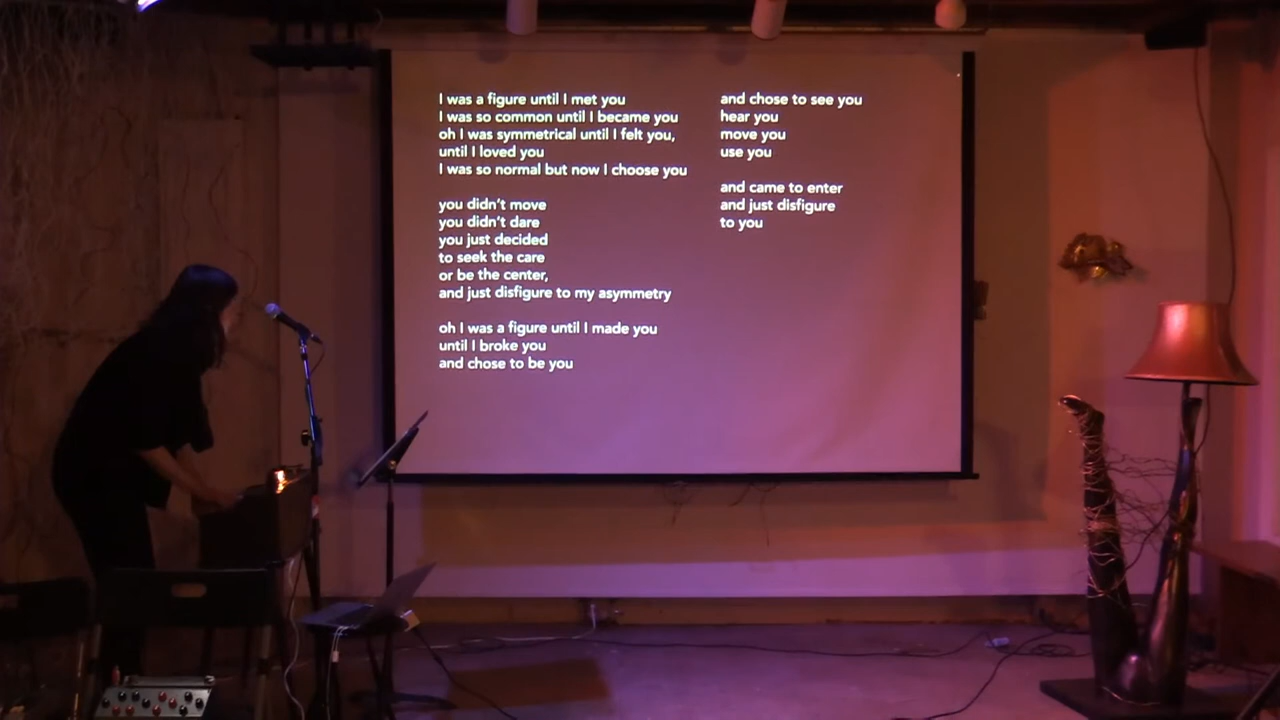 I was a figure until I met you
I was so common until I became you
oh I was symmetrical until I felt you,
until I loved you
I was so normal but now I choose you
you didn't move
you didn't dare
you just decided
to seek the care
or be the center,
and just disfigure to my asymmetry
oh I was a figure until I made you
until I broke you
and chose to be you
and chose to see you
hear you
move you
use you
and came to enter
and just disfigure
to you